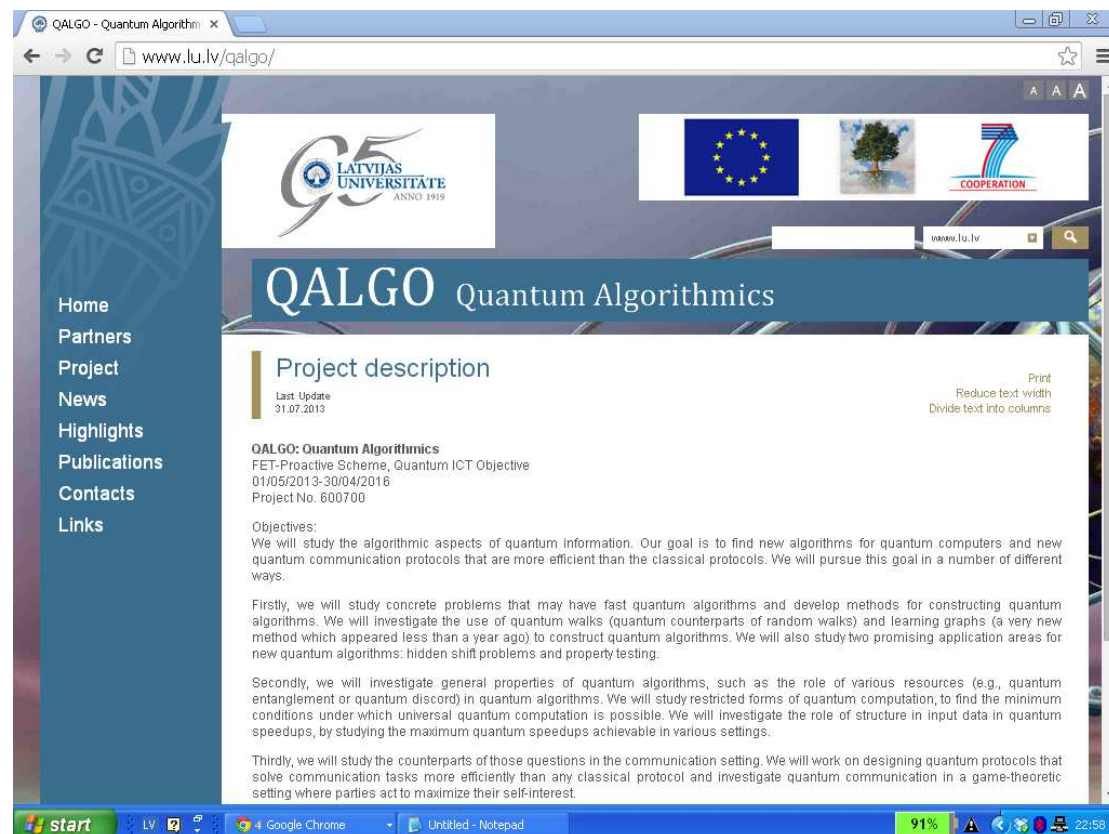 QALGO - Quantum Algorithm
www.lu.lv/qalgo/
A A A
95
LATVIJAS
UNIVERSITĀTE
ANNO 1919
7
COOPERATION
www.lu.lv
QALGO Quantum Algorithmics
Home
Partners
Project
News
Highlights
Publications
Contacts
Links
Project description
Last Update
31.07.2013
Print
Reduce text width
Divide text into columns
QALGO: Quantum Algorithmics
FET-Proactive Scheme, Quantum ICT Objective
01/05/2013-30/04/2016
Project No. 600700
Objectives:
We will study the algorithmic aspects of quantum information. Our goal is to find new algorithms for quantum computers and new
quantum communication protocols that are more efficient than the classical protocols. We will pursue this goal in a number of different
ways.
Firstly, we will study concrete problems that may have fast quantum algorithms and develop methods for constructing quantum
algorithms. We will investigate the use of quantum walks (quantum counterparts of random walks) and learning graphs (a very new
method which appeared less than a year ago) to construct quantum algorithms. We will also study two promising application areas for
new quantum algorithms: hidden shift problems and property testing.
Secondly, we will investigate general properties of quantum algorithms, such as the role of various resources (e.g., quantum
entanglement or quantum discord) in quantum algorithms. We will study restricted forms of quantum computation, to find the minimum
conditions under which universal quantum computation is possible. We will investigate the role of structure in input data in quantum
speedups, by studying the maximum quantum speedups achievable in various settings.
Thirdly, we will study the counterparts of those questions in the communication setting. We will work on designing quantum protocols that
solve communication tasks more efficiently than any classical protocol and investigate quantum communication in a game-theoretic
setting where parties act to maximize their self-interest.
start LV 4 Google Chrome Untitled - Notepad 91% 22:58